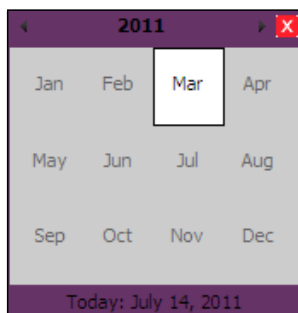 2011 X
Jan Feb Mar Apr
May Jun Jul Aug
Sep Oct Nov Dec
Today: July 14, 2011